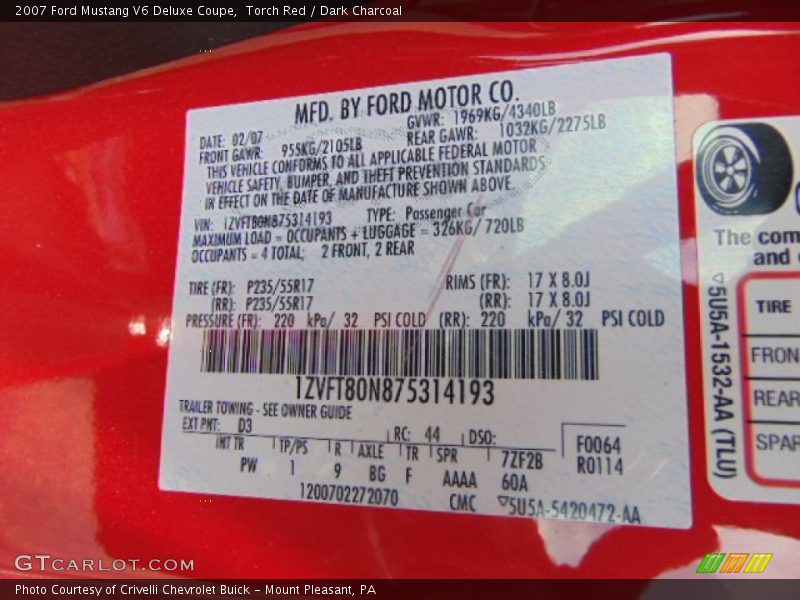 2007 Ford Mustang V6 Deluxe Coupe, Torch Red / Dark Charcoal
MFD. BY FORD MOTOR CO.
DATE: 02/07 GVWR: 1969KG/4340LB
FRONT GAWR: 955KG/2105LB REAR GAWR: 1032KG/2275LB
THIS VEHICLE CONFORMS TO ALL APPLICABLE FEDERAL MOTOR
VEHICLE SAFETY, BUMPER, AND THEFT PREVENTION STANDARDS
IN EFFECT ON THE DATE OF MANUFACTURE SHOWN ABOVE.
VIN: 1ZVFT80N875314193 TYPE: Passenger Car
MAXIMUM LOAD = OCCUPANTS + LUGGAGE = 326KG/ 720LB
OCCUPANTS = 4 TOTAL; 2 FRONT, 2 REAR
TIRE (FR): P235/55R17 RIMS (FR): 17 X 8.0J
(RR): P235/55R17 (RR): 17 X 8.0J
PRESSURE (FR): 220 kPa/ 32 PSI COLD (RR): 220 kPa/ 32 PSI COLD
1ZVFT80N875314193
TRAILER TOWING - SEE OWNER GUIDE
EXT PNT: D3 RC: 44 DSO:
INT TR TP/PS R AXLE TR SPR 7ZF2B F0064
PW 1 9 BG F AAAA 60A R0114
1200702272070 CMC ▽5U5A-5420472-AA
The com
and
▽5U5A-1532-AA (TLU)
TIRE
FRON
REAR
SPAR
GTCARLOT.COM
Photo Courtesy of Crivelli Chevrolet Buick - Mount Pleasant, PA